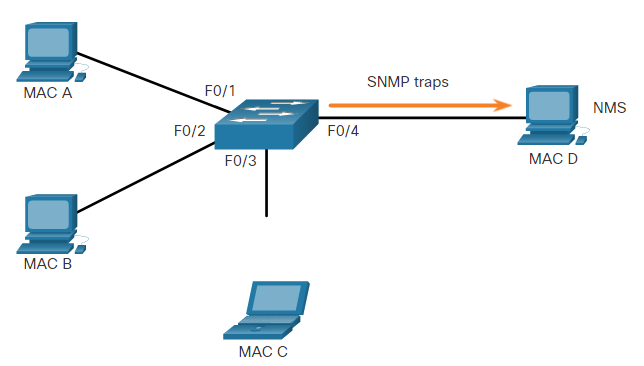 MAC A
F0/1
SNMP traps
NMS
F0/2
F0/4
F0/3
MAC D
MAC B
MAC C